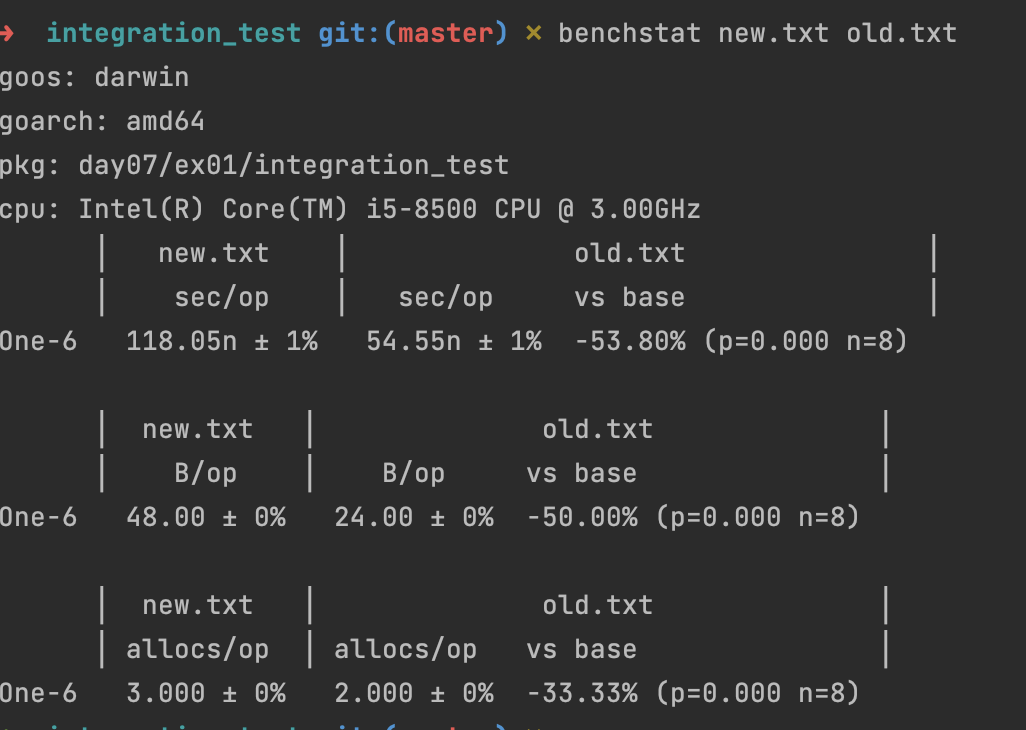 → integration_test git:(master) × benchstat new.txt old.txt
goos: darwin
goarch: amd64
pkg: day07/ex01/integration_test
cpu: Intel(R) Core(TM) i5-8500 CPU @ 3.00GHz
│ new.txt │ old.txt │
│ sec/op │ sec/op vs base │
One-6 118.05n ± 1% 54.55n ± 1% -53.80% (p=0.000 n=8)
│ new.txt │ old.txt │
│ B/op │ B/op vs base │
One-6 48.00 ± 0% 24.00 ± 0% -50.00% (p=0.000 n=8)
│ new.txt │ old.txt │
│ allocs/op │ allocs/op vs base │
One-6 3.000 ± 0% 2.000 ± 0% -33.33% (p=0.000 n=8)